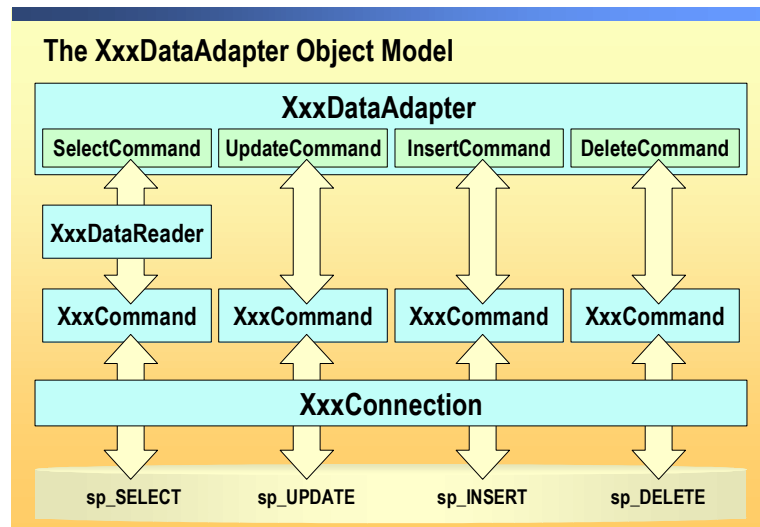 The XxxDataAdapter Object Model
XxxDataAdapter
SelectCommand UpdateCommand InsertCommand DeleteCommand
XxxDataReader
XxxCommand XxxCommand XxxCommand XxxCommand
XxxConnection
sp_SELECT sp_UPDATE sp_INSERT sp_DELETE